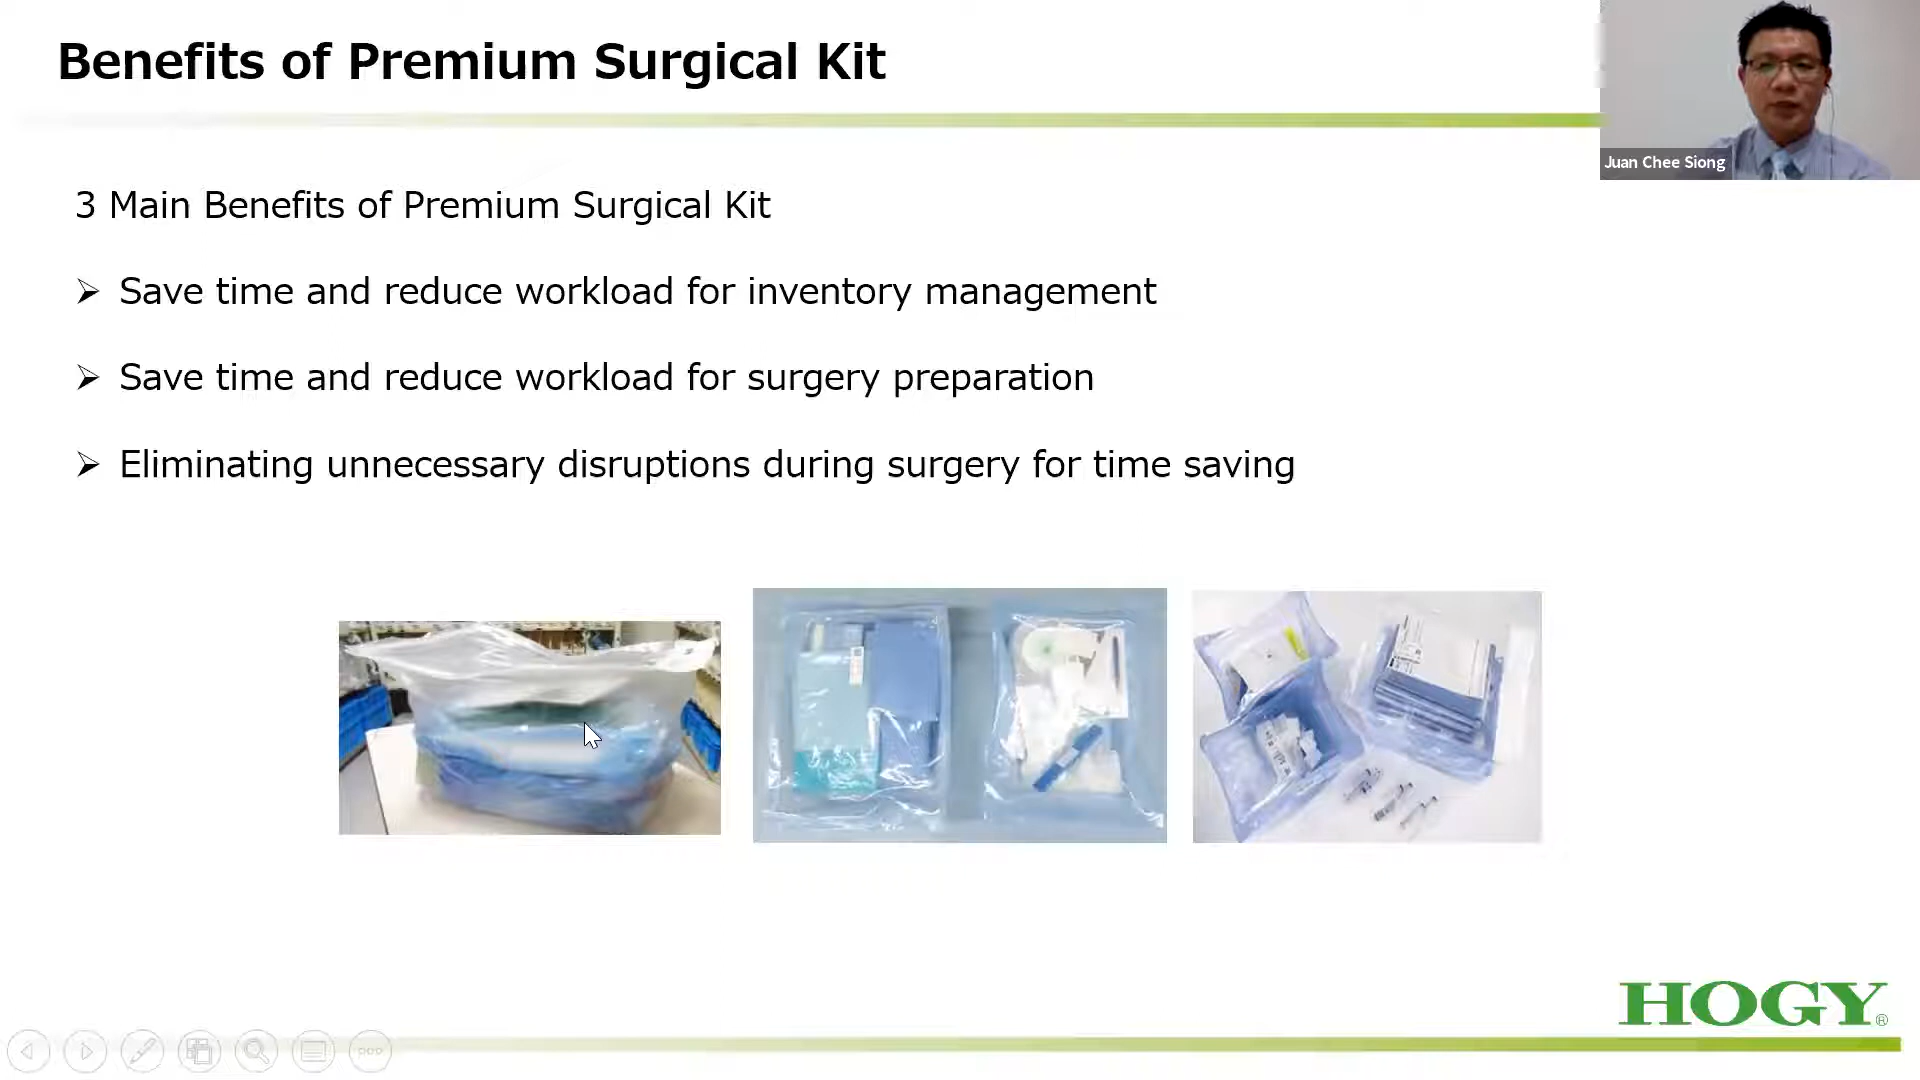 Benefits of Premium Surgical Kit
Juan Chee Siong
3 Main Benefits of Premium Surgical Kit
➢ Save time and reduce workload for inventory management
➢ Save time and reduce workload for surgery preparation
➢ Eliminating unnecessary disruptions during surgery for time saving
HOGY®